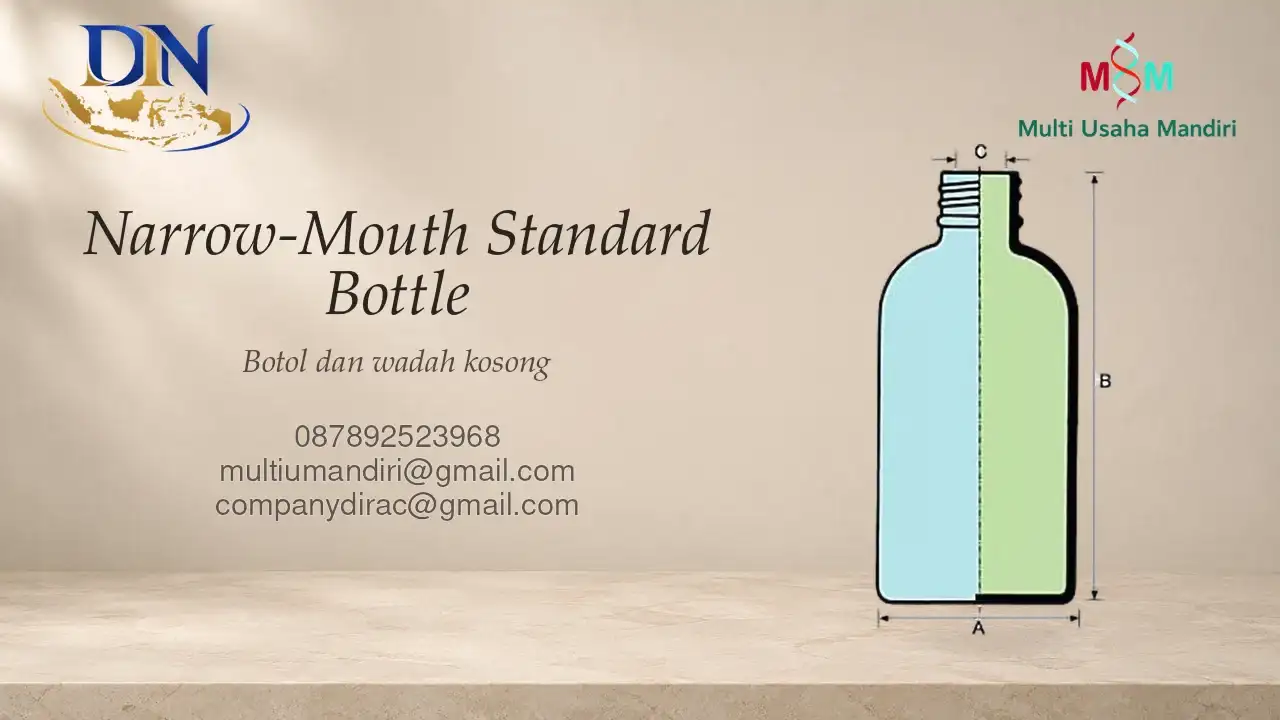 DIN
M M
Multi Usaha Mandiri
Narrow-Mouth Standard
Bottle
Botol dan wadah kosong
087892523968
multiumandiri@gmail.com
companydirac@gmail.com
C
B
A